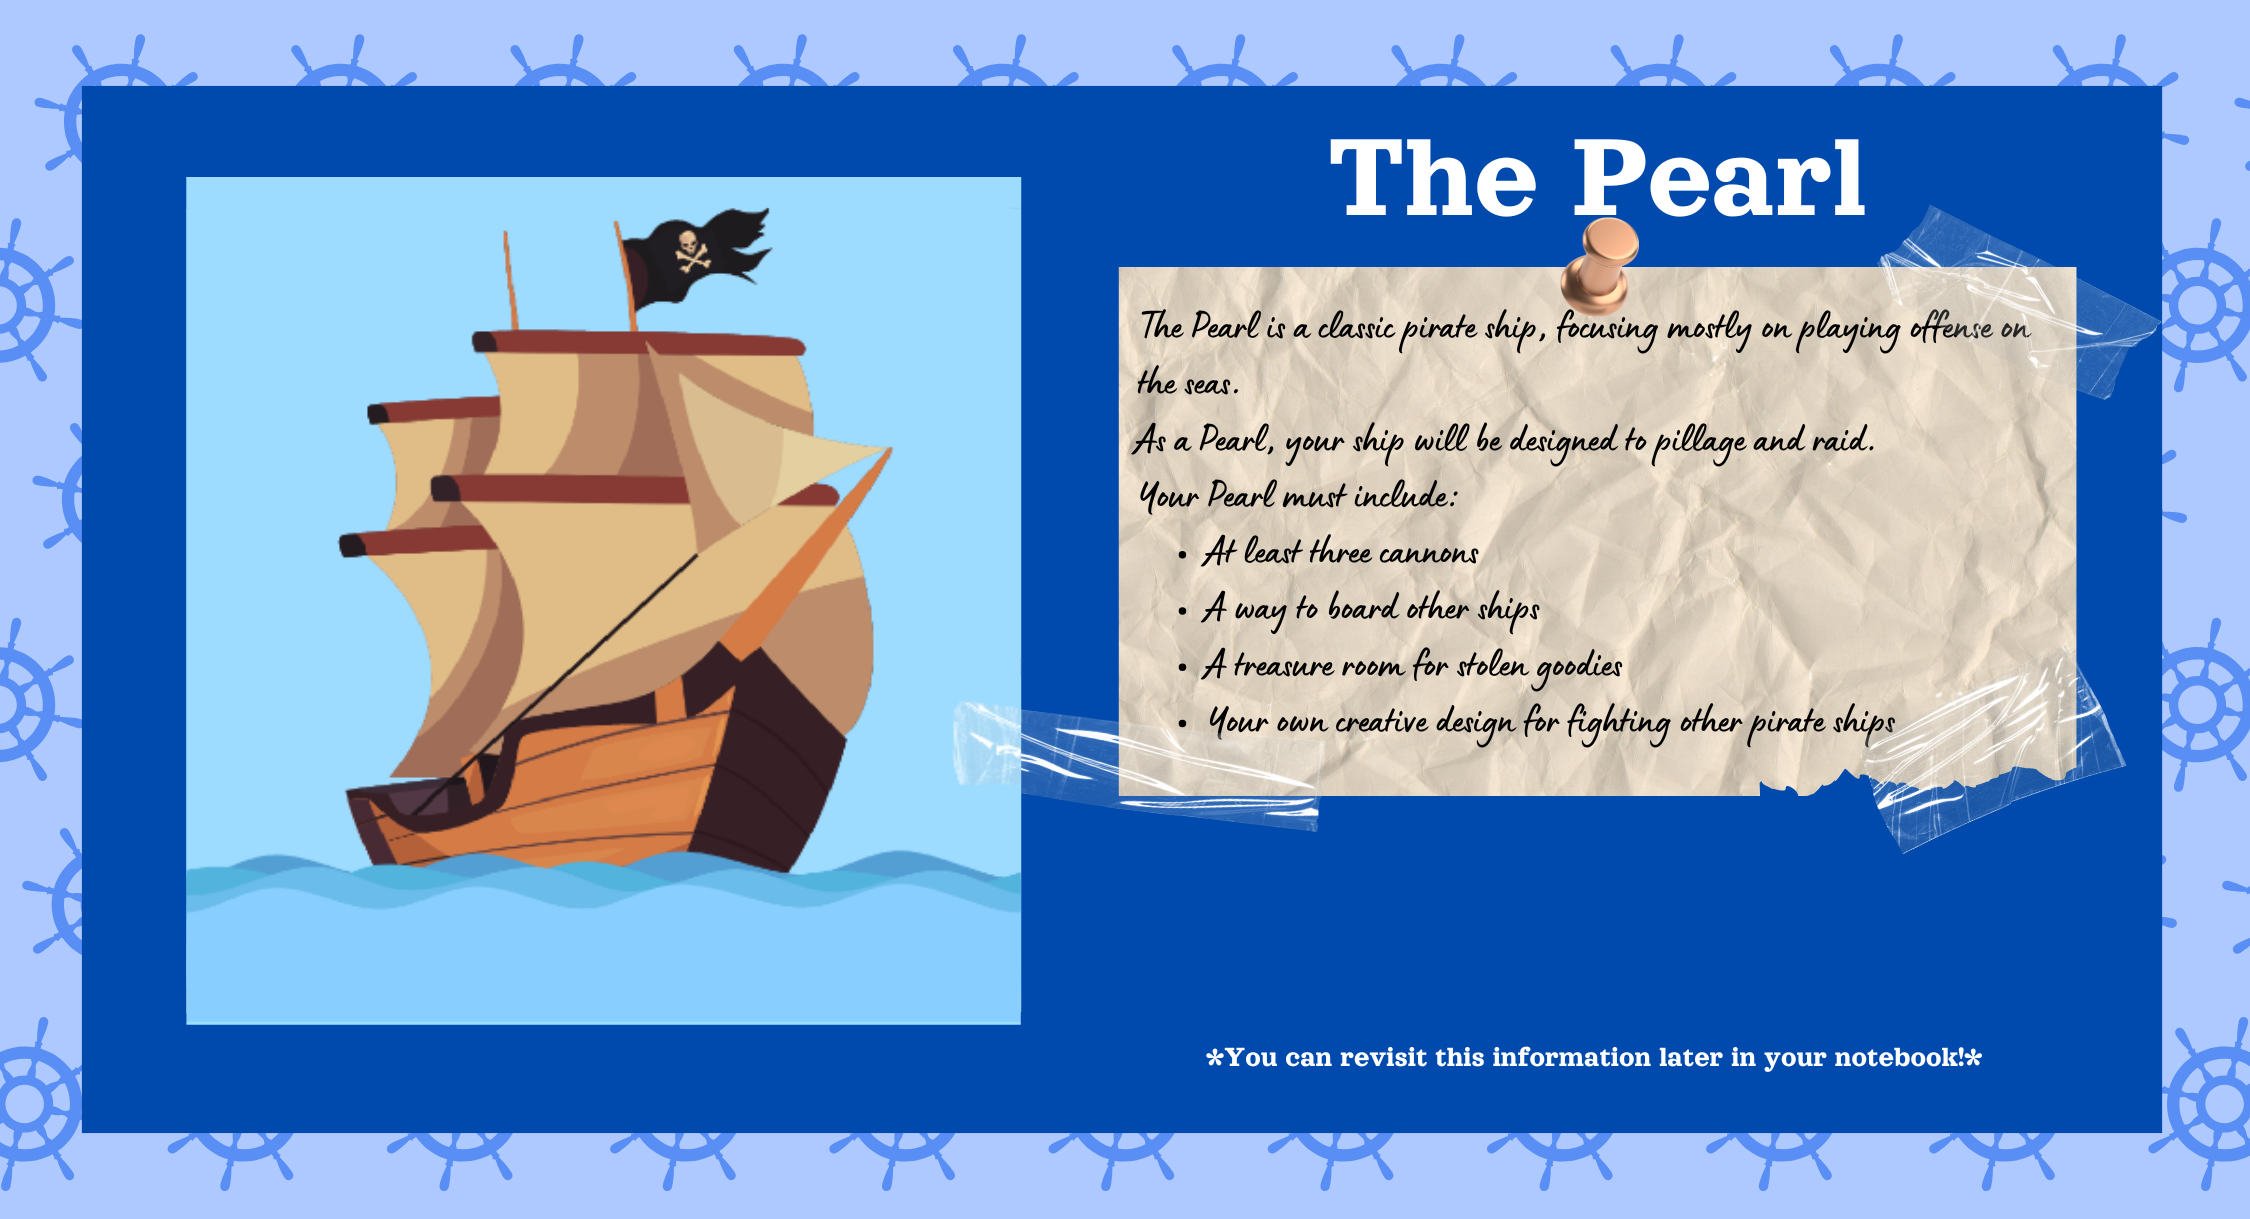 The Pearl
The Pearl is a classic pirate ship, focusing mostly on playing offense on
the seas.
As a Pearl, your ship will be designed to pillage and raid.
Your Pearl must include:
• At least three cannons
• A way to board other ships
• A treasure room for stolen goodies
• Your own creative design for fighting other pirate ships
*You can revisit this information later in your notebook!*